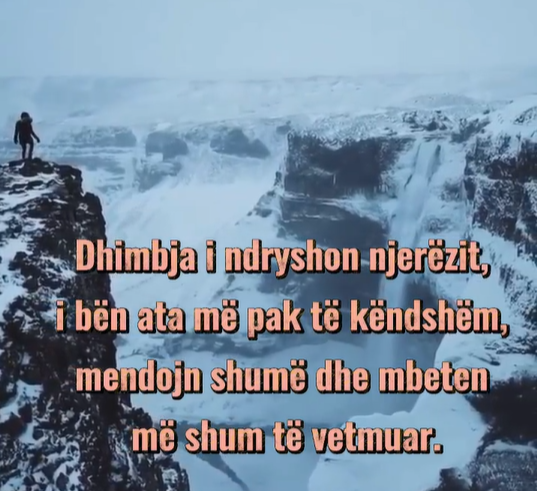 Dhimbja i ndryshon njerëzit,
i bën ata më pak të këndshëm,
mendojn shumë dhe mbeten
më shum të vetmuar.